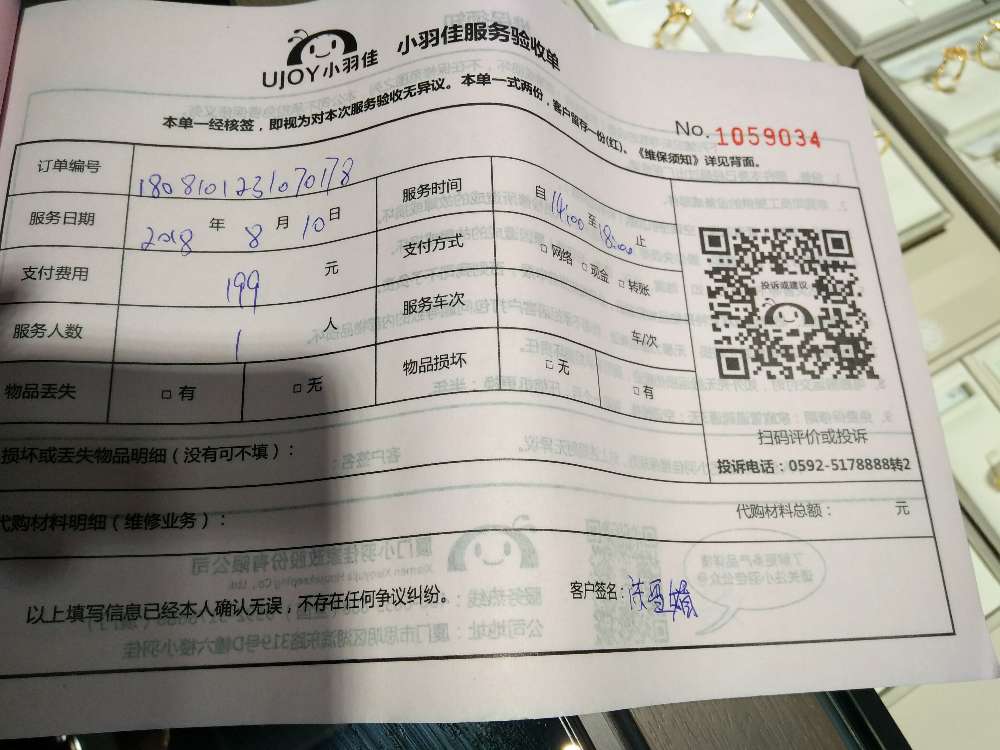 UJOY小羽佳 小羽佳服务验收单
本单一经核签，即视为对本次服务验收无异议。本单一式两份，客户留存一份(红)。《维保须知》详见背面。
No. 1059034
订单编号 1808101231070178
服务时间 自 14:00 至 18:00 止
服务日期 2018 年 8 月 10 日
支付方式 □ 网络 □ 现金 □ 转账
支付费用 199 元
服务车次 车/次
服务人数 1 人
物品损坏 □ 无 □ 有
物品丢失 □ 有 □ 无
投诉或建议
扫码评价或投诉
投诉电话：0592-5178888转2
损坏或丢失物品明细（没有可不填）：
代购材料明细（维修业务）：
代购材料总额： 元
以上填写信息已经本人确认无误，不存在任何争议纠纷。
客户签名：